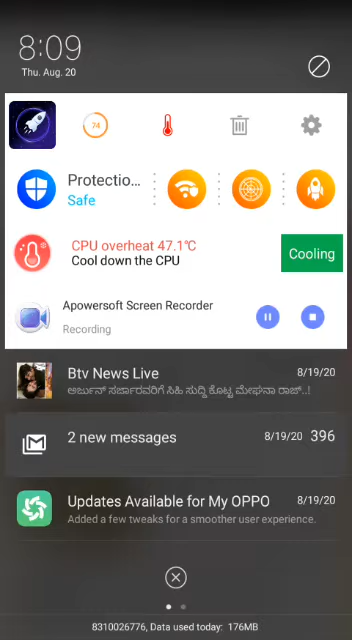 8:09
Thu. Aug. 20
74
Protectio...
Safe
CPU overheat 47.1℃
Cool down the CPU
Cooling
Apowersoft Screen Recorder
Recording
Btv News Live
8/19/20
ಅರ್ಜುನ್ ಸರ್ಜಾರವರಿಗೆ ಸಿಹಿ ಸುದ್ದಿ ಕೊಟ್ಟ ಮೇಘನಾ ರಾಜ್..!
2 new messages
8/19/20 396
Updates Available for My OPPO
8/19/20
Added a few tweaks for a smoother user experience.
8310026776, Data used today: 176MB